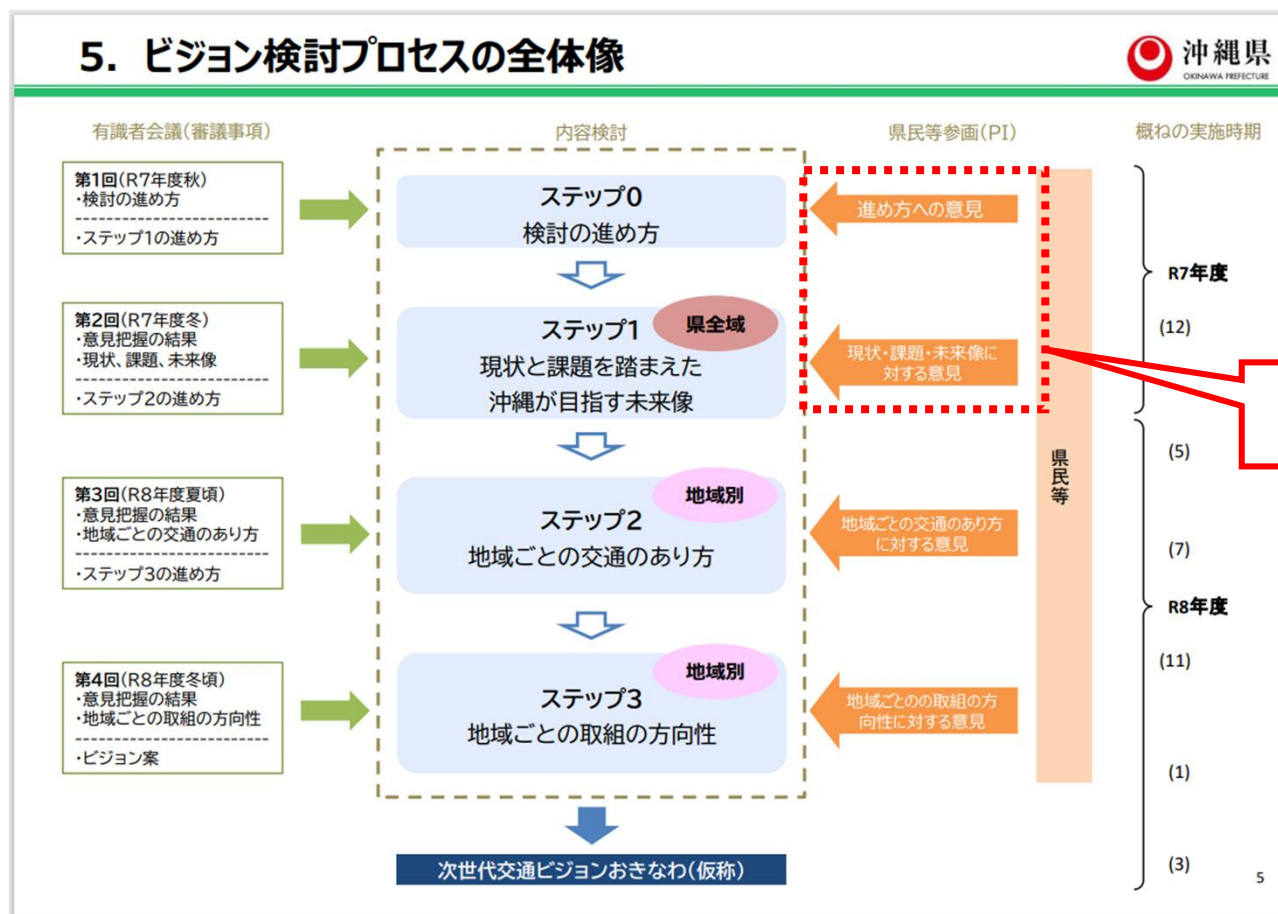 5. ビジョン検討プロセスの全体像
沖縄県
OKINAWA PREFECTURE
有識者会議(審議事項)
内容検討
県民等参画(PI)
概ねの実施時期
第1回(R7年度秋)
・検討の進め方
・ステップ1の進め方
ステップ0
検討の進め方
進め方への意見
R7年度
第2回(R7年度冬)
・意見把握の結果
・現状、課題、未来像
・ステップ2の進め方
県全域
ステップ1
現状と課題を踏まえた
沖縄が目指す未来像
現状・課題・未来像に
対する意見
(12)
県民等
(5)
第3回(R8年度夏頃)
・意見把握の結果
・地域ごとの交通のあり方
・ステップ3の進め方
地域別
ステップ2
地域ごとの交通のあり方
地域ごとの交通のあり方
に対する意見
(7)
R8年度
(11)
第4回(R8年度冬頃)
・意見把握の結果
・地域ごとの取組の方向性
・ビジョン案
地域別
ステップ3
地域ごとの取組の方向性
地域ごとのの取組の方
向性に対する意見
(1)
次世代交通ビジョンおきなわ(仮称)
(3)
5